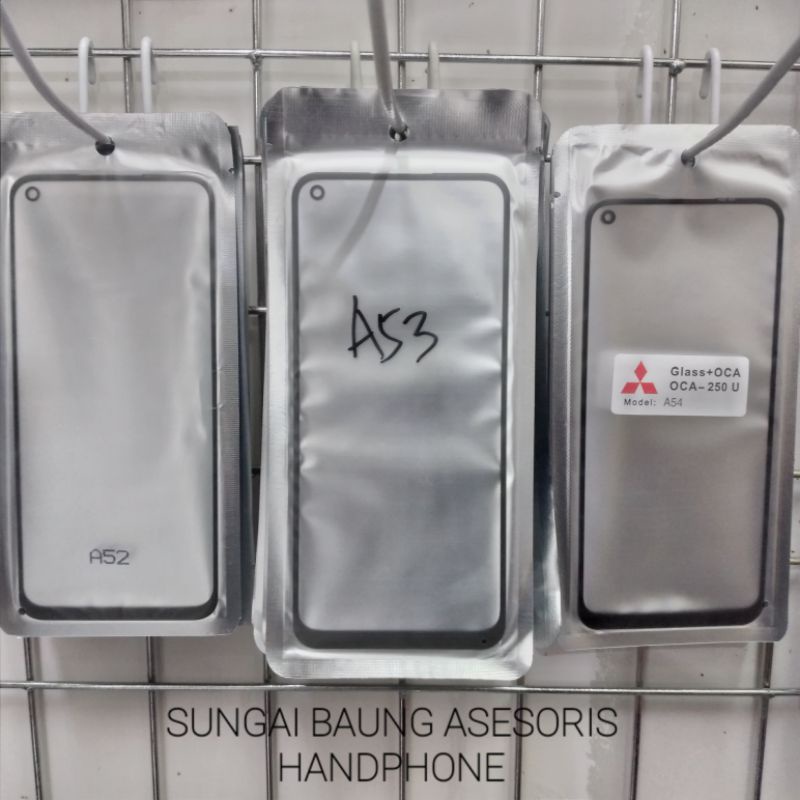 A52
A53
Glass+OCA
OCA-250 U
Model: A54
SUNGAI BAUNG ASESORIS
HANDPHONE